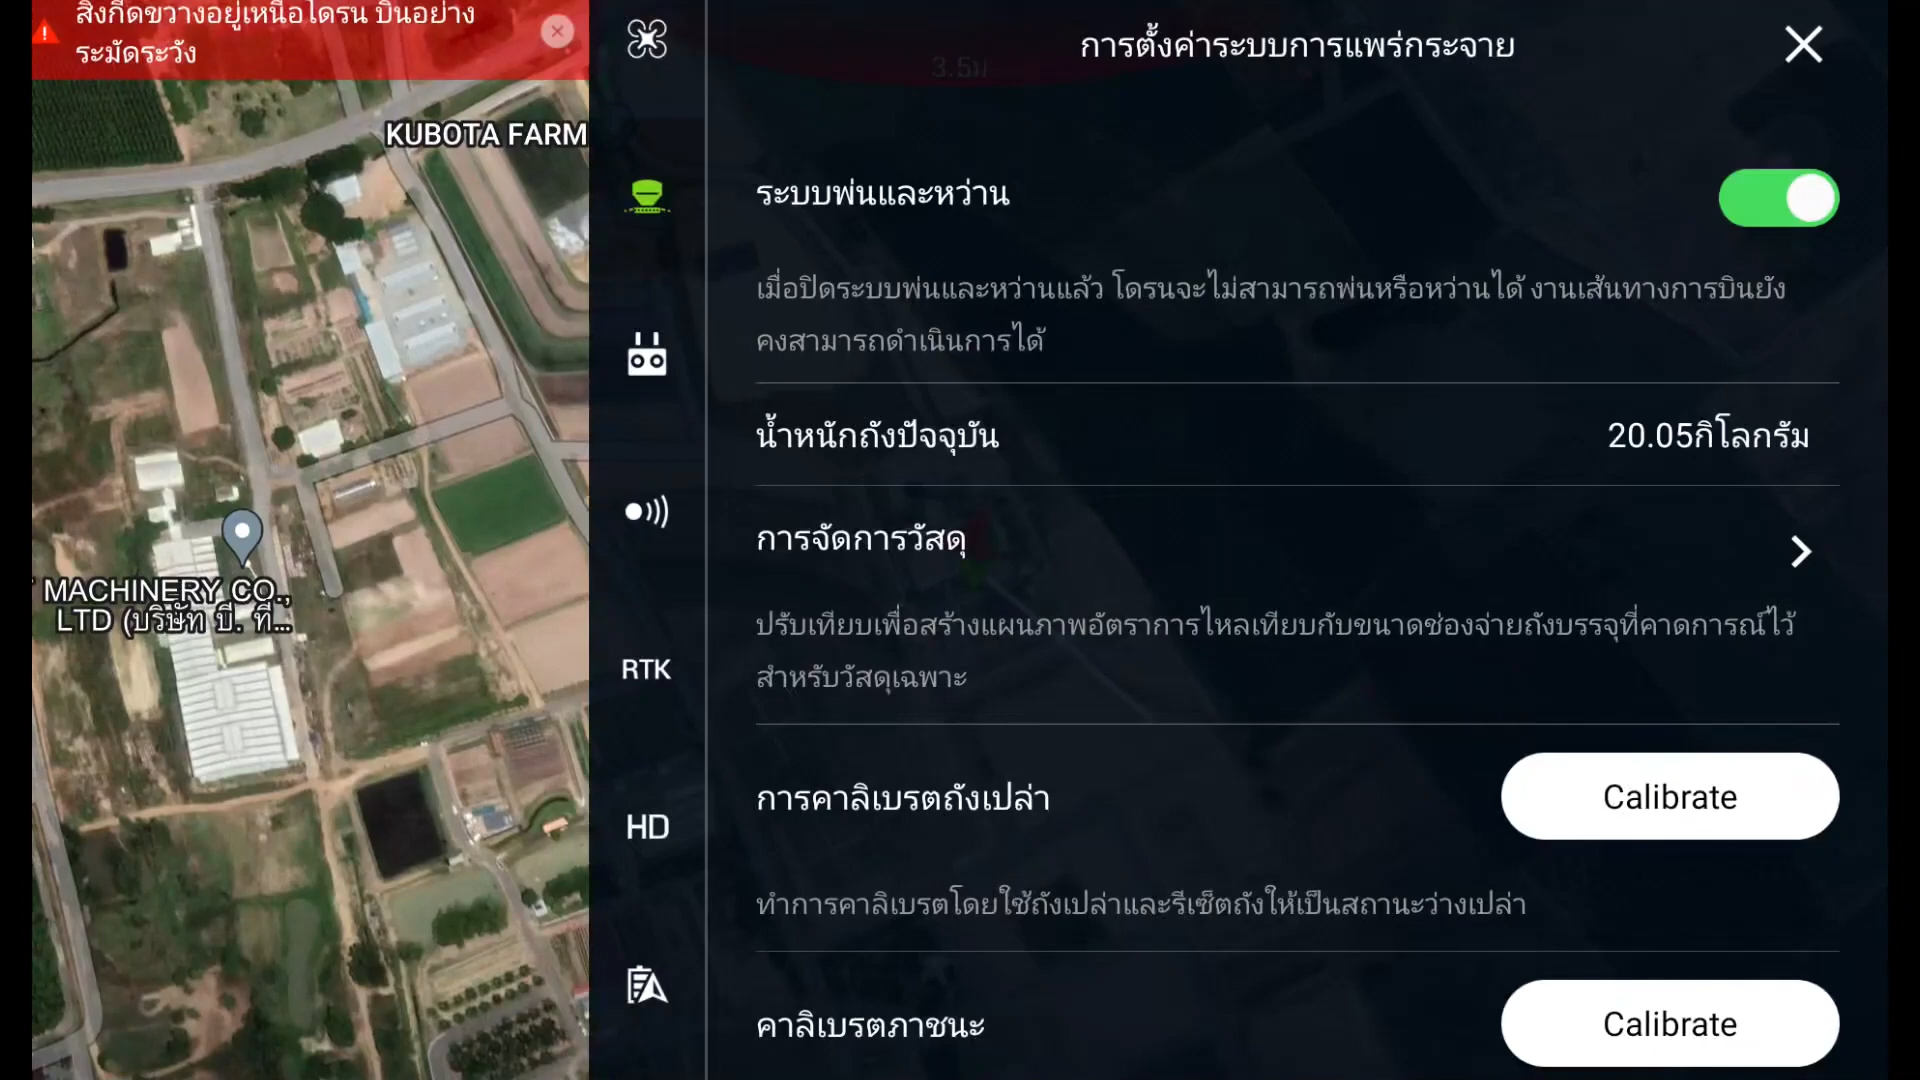 สิ่งกีดขวางอยู่เหนือโดรน บินอย่าง
ระมัดระวัง
KUBOTA FARM
MACHINERY CO.,
LTD (บริษัท บี. ที...
RTK
HD
3.5ม
การตั้งค่าระบบการแพร่กระจาย
ระบบพ่นและหว่าน
เมื่อปิดระบบพ่นและหว่านแล้ว โดรนจะไม่สามารถพ่นหรือหว่านได้ งานเส้นทางการบินยัง
คงสามารถดำเนินการได้
น้ำหนักถังปัจจุบัน
20.05กิโลกรัม
การจัดการวัสดุ
ปรับเทียบเพื่อสร้างแผนภาพอัตราการไหลเทียบกับขนาดช่องจ่ายถังบรรจุที่คาดการณ์ไว้
สำหรับวัสดุเฉพาะ
การคาลิเบรตถังเปล่า
Calibrate
ทำการคาลิเบรตโดยใช้ถังเปล่าและรีเซ็ตถังให้เป็นสถานะว่างเปล่า
คาลิเบรตภาชนะ
Calibrate